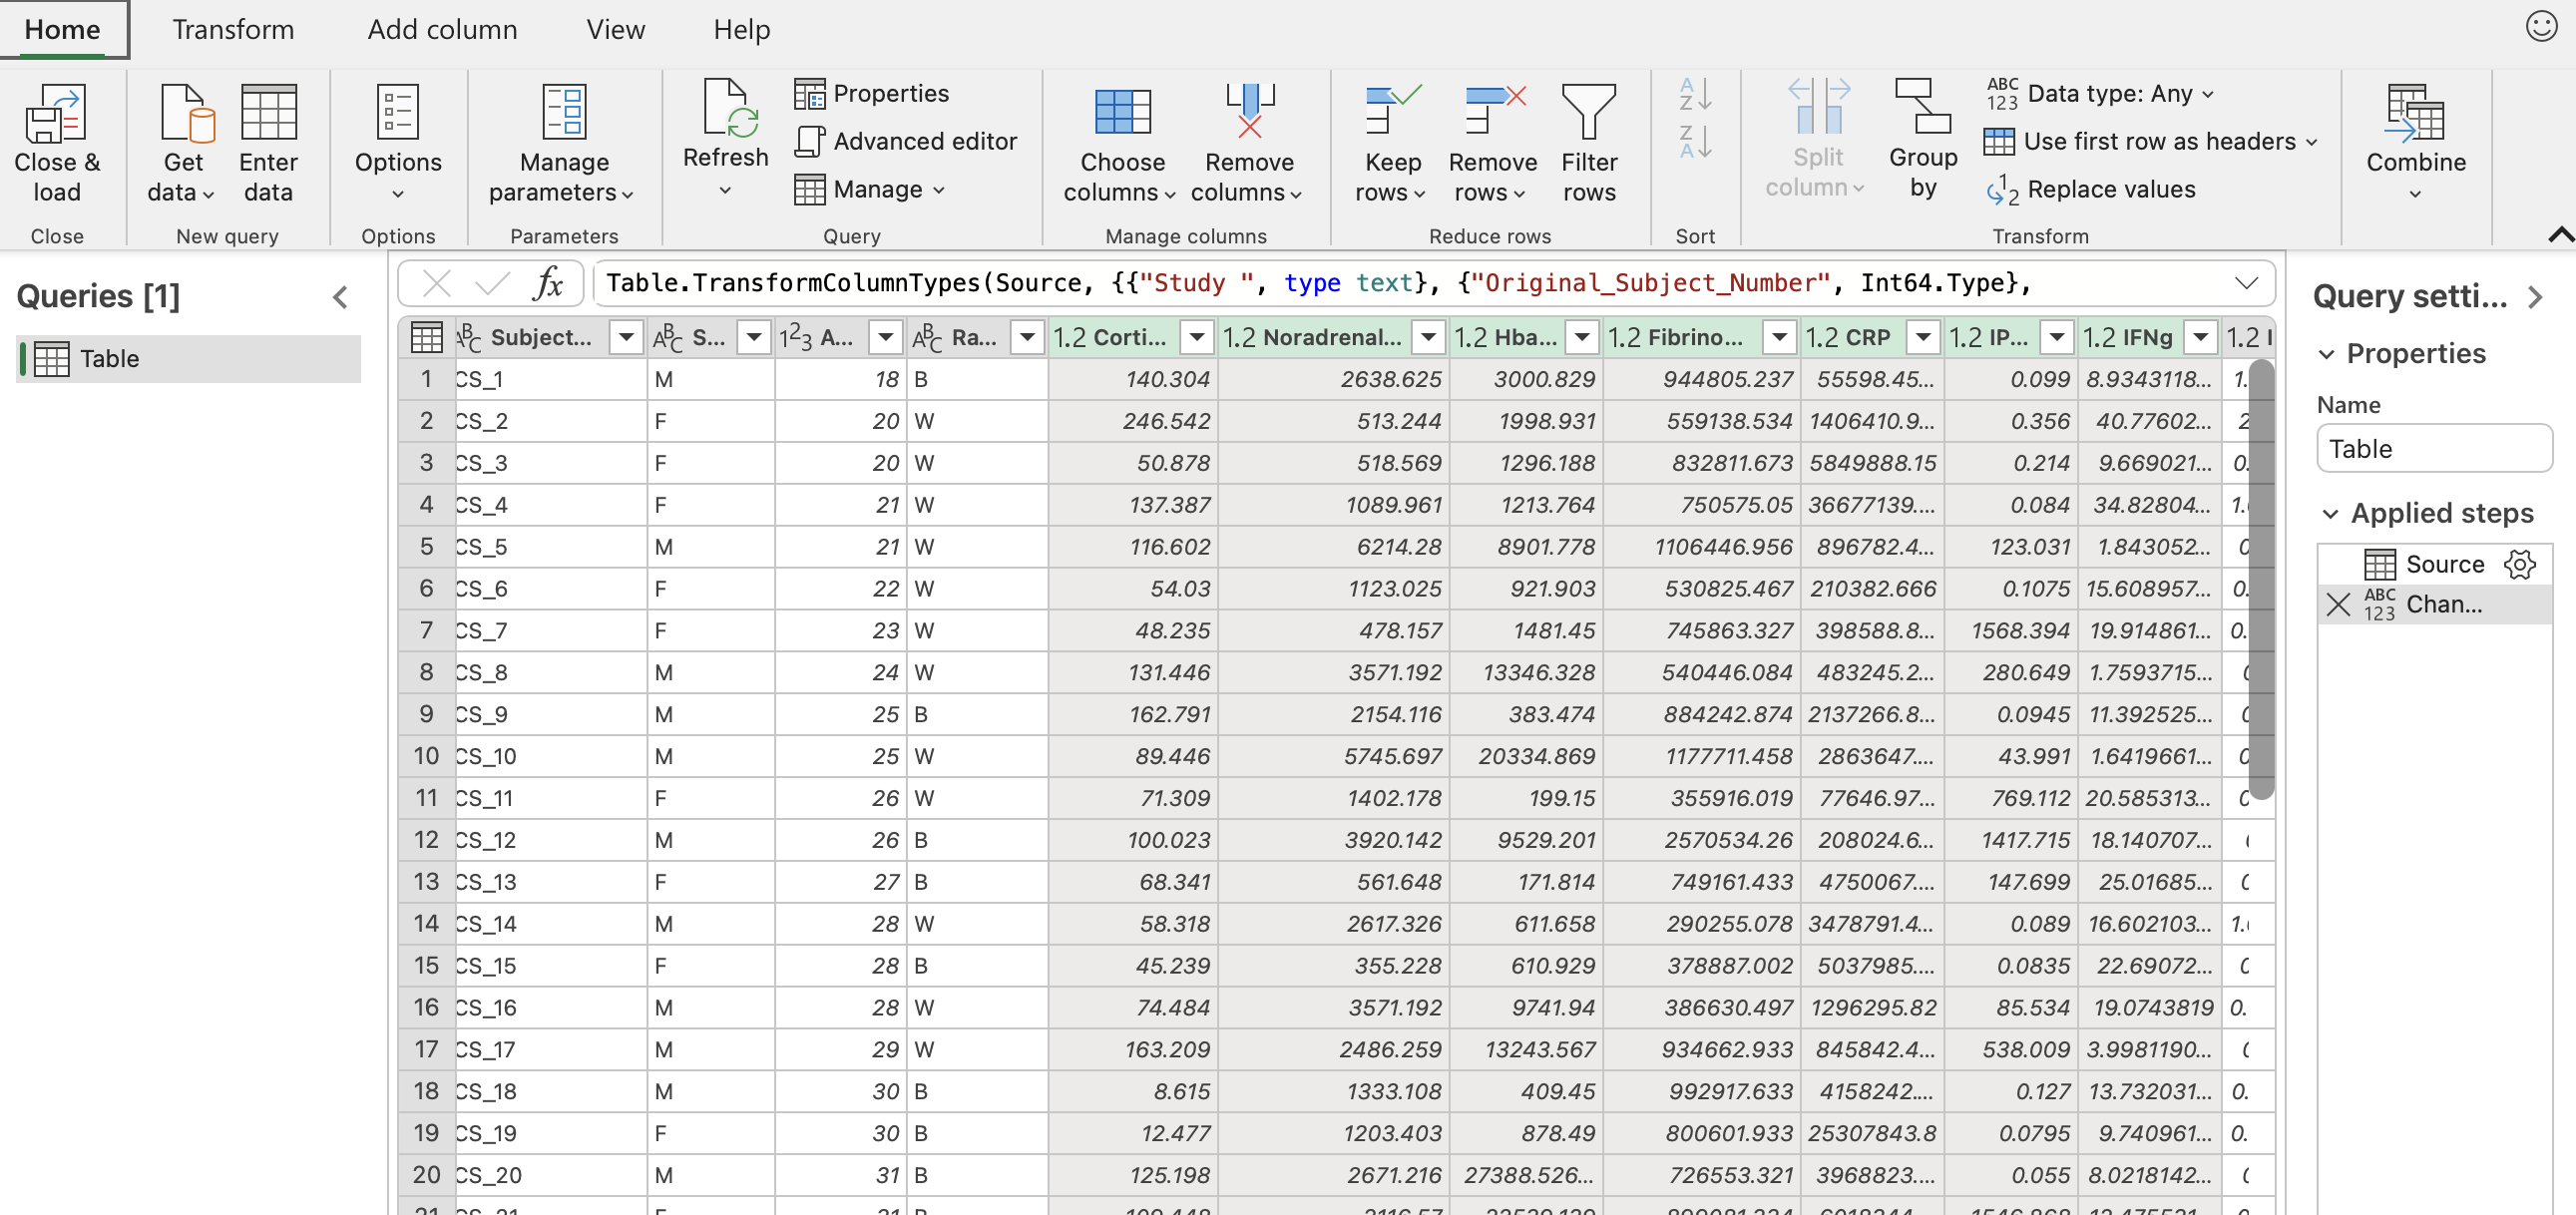 Home Transform Add column View Help
Close & load Get data Enter data Options Manage parameters Refresh Properties Advanced editor Manage Choose columns Remove columns Keep rows Remove rows Filter rows Split column Group by Data type: Any Use first row as headers Replace values Combine
Close New query Options Parameters Query Manage columns Reduce rows Sort Transform
Queries [1]
Table
fx Table.TransformColumnTypes(Source, {{"Study ", type text}, {"Original_Subject_Number", Int64.Type},
Subject... S... A... Ra... 1.2 Corti... 1.2 Noradrenal... 1.2 Hba... 1.2 Fibrino... 1.2 CRP 1.2 IP... 1.2 IFNg 1.2
1 CS_1 M 18 B 140.304 2638.625 3000.829 944805.237 55598.45... 0.099 8.9343118... 1.
2 CS_2 F 20 W 246.542 513.244 1998.931 559138.534 1406410.9... 0.356 40.77602... 2
3 CS_3 F 20 W 50.878 518.569 1296.188 832811.673 5849888.15 0.214 9.669021... 0.
4 CS_4 F 21 W 137.387 1089.961 1213.764 750575.05 36677139.... 0.084 34.82804... 1.
5 CS_5 M 21 W 116.602 6214.28 8901.778 1106446.956 896782.4... 123.031 1.843052...
6 CS_6 F 22 W 54.03 1123.025 921.903 530825.467 210382.666 0.1075 15.608957... 0.
7 CS_7 F 23 W 48.235 478.157 1481.45 745863.327 398588.8... 1568.394 19.914861... 0.
8 CS_8 M 24 W 131.446 3571.192 13346.328 540446.084 483245.2... 280.649 1.7593715...
9 CS_9 M 25 B 162.791 2154.116 383.474 884242.874 2137266.8... 0.0945 11.392525...
10 CS_10 M 25 W 89.446 5745.697 20334.869 1177711.458 2863647.... 43.991 1.6419661...
11 CS_11 F 26 W 71.309 1402.178 199.15 355916.019 77646.97... 769.112 20.585313...
12 CS_12 M 26 B 100.023 3920.142 9529.201 2570534.26 208024.6... 1417.715 18.140707...
13 CS_13 F 27 B 68.341 561.648 171.814 749161.433 4750067.... 147.699 25.01685...
14 CS_14 M 28 W 58.318 2617.326 611.658 290255.078 3478791.4... 0.089 16.602103... 1.
15 CS_15 F 28 B 45.239 355.228 610.929 378887.002 5037985.... 0.0835 22.69072...
16 CS_16 M 28 W 74.484 3571.192 9741.94 386630.497 1296295.82 85.534 19.0743819 0.
17 CS_17 M 29 W 163.209 2486.259 13243.567 934662.933 845842.4... 538.009 3.9981190...
18 CS_18 M 30 B 8.615 1333.108 409.45 992917.633 4158242.... 0.127 13.732031... 0.
19 CS_19 F 30 B 12.477 1203.403 878.49 800601.933 25307843.8 0.0795 9.740961... 0.
20 CS_20 M 31 B 125.198 2671.216 27388.526... 726553.321 3968823.... 0.055 8.0218142...
Query setti...
Properties
Name
Table
Applied steps
Source
ABC 123 Chan...